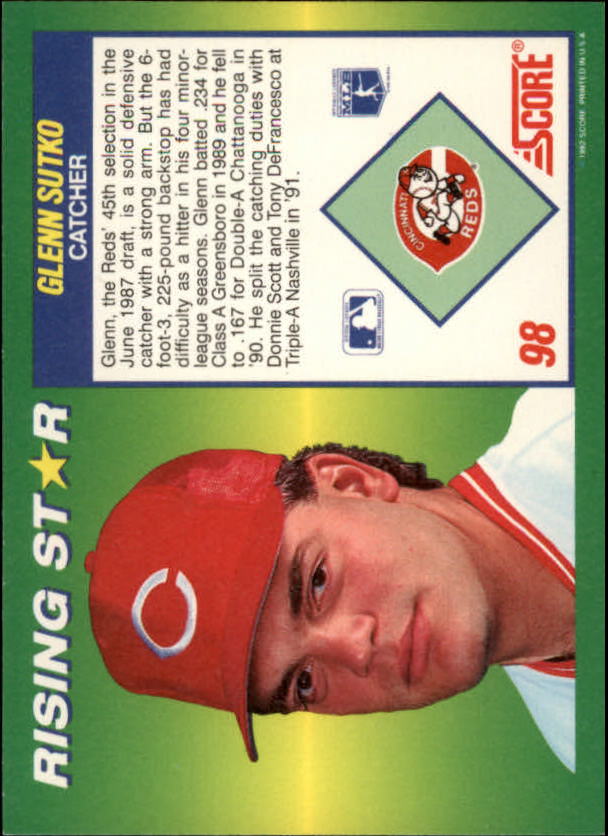 RISING ST★R
GLENN SUTKO
CATCHER
Glenn, the Reds' 45th selection in the
June 1987 draft, is a solid defensive
catcher with a strong arm. But the 6-
foot-3, 225-pound backstop has had
difficulty as a hitter in his four minor-
league seasons. Glenn batted .234 for
Class A Greensboro in 1989 and he fell
to .167 for Double-A Chattanooga in
'90. He split the catching duties with
Donnie Scott and Tony DeFrancesco at
Triple-A Nashville in '91.
CINCINNATI
REDS
MLB
98
SCORE®
© 1992 SCORE PRINTED IN U.S.A.
C